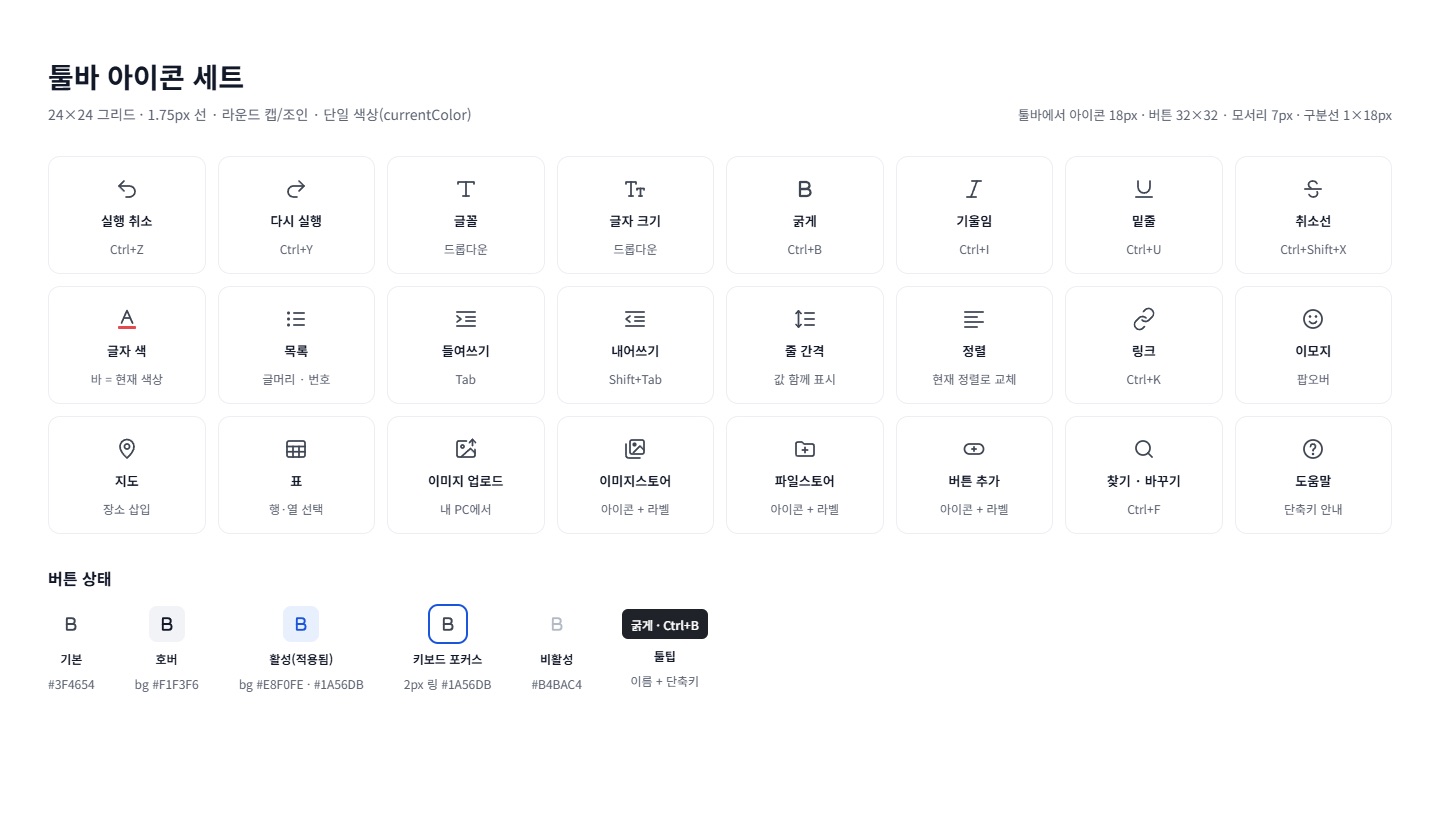 툴바 아이콘 세트
24×24 그리드 · 1.75px 선 · 라운드 캡/조인 · 단일 색상(currentColor)
툴바에서 아이콘 18px · 버튼 32×32 · 모서리 7px · 구분선 1×18px
실행 취소
Ctrl+Z
다시 실행
Ctrl+Y
글꼴
드롭다운
글자 크기
드롭다운
굵게
Ctrl+B
기울임
Ctrl+I
밑줄
Ctrl+U
취소선
Ctrl+Shift+X
글자 색
바 = 현재 색상
목록
글머리 · 번호
들여쓰기
Tab
내어쓰기
Shift+Tab
줄 간격
값 함께 표시
정렬
현재 정렬로 교체
링크
Ctrl+K
이모지
팝오버
지도
장소 삽입
표
행·열 선택
이미지 업로드
내 PC에서
이미지스토어
아이콘 + 라벨
파일스토어
아이콘 + 라벨
버튼 추가
아이콘 + 라벨
찾기 · 바꾸기
Ctrl+F
도움말
단축키 안내
버튼 상태
기본
#3F4654
호버
bg #F1F3F6
활성(적용됨)
bg #E8F0FE · #1A56DB
키보드 포커스
2px 링 #1A56DB
비활성
#B4BAC4
굵게 · Ctrl+B
툴팁
이름 + 단축키